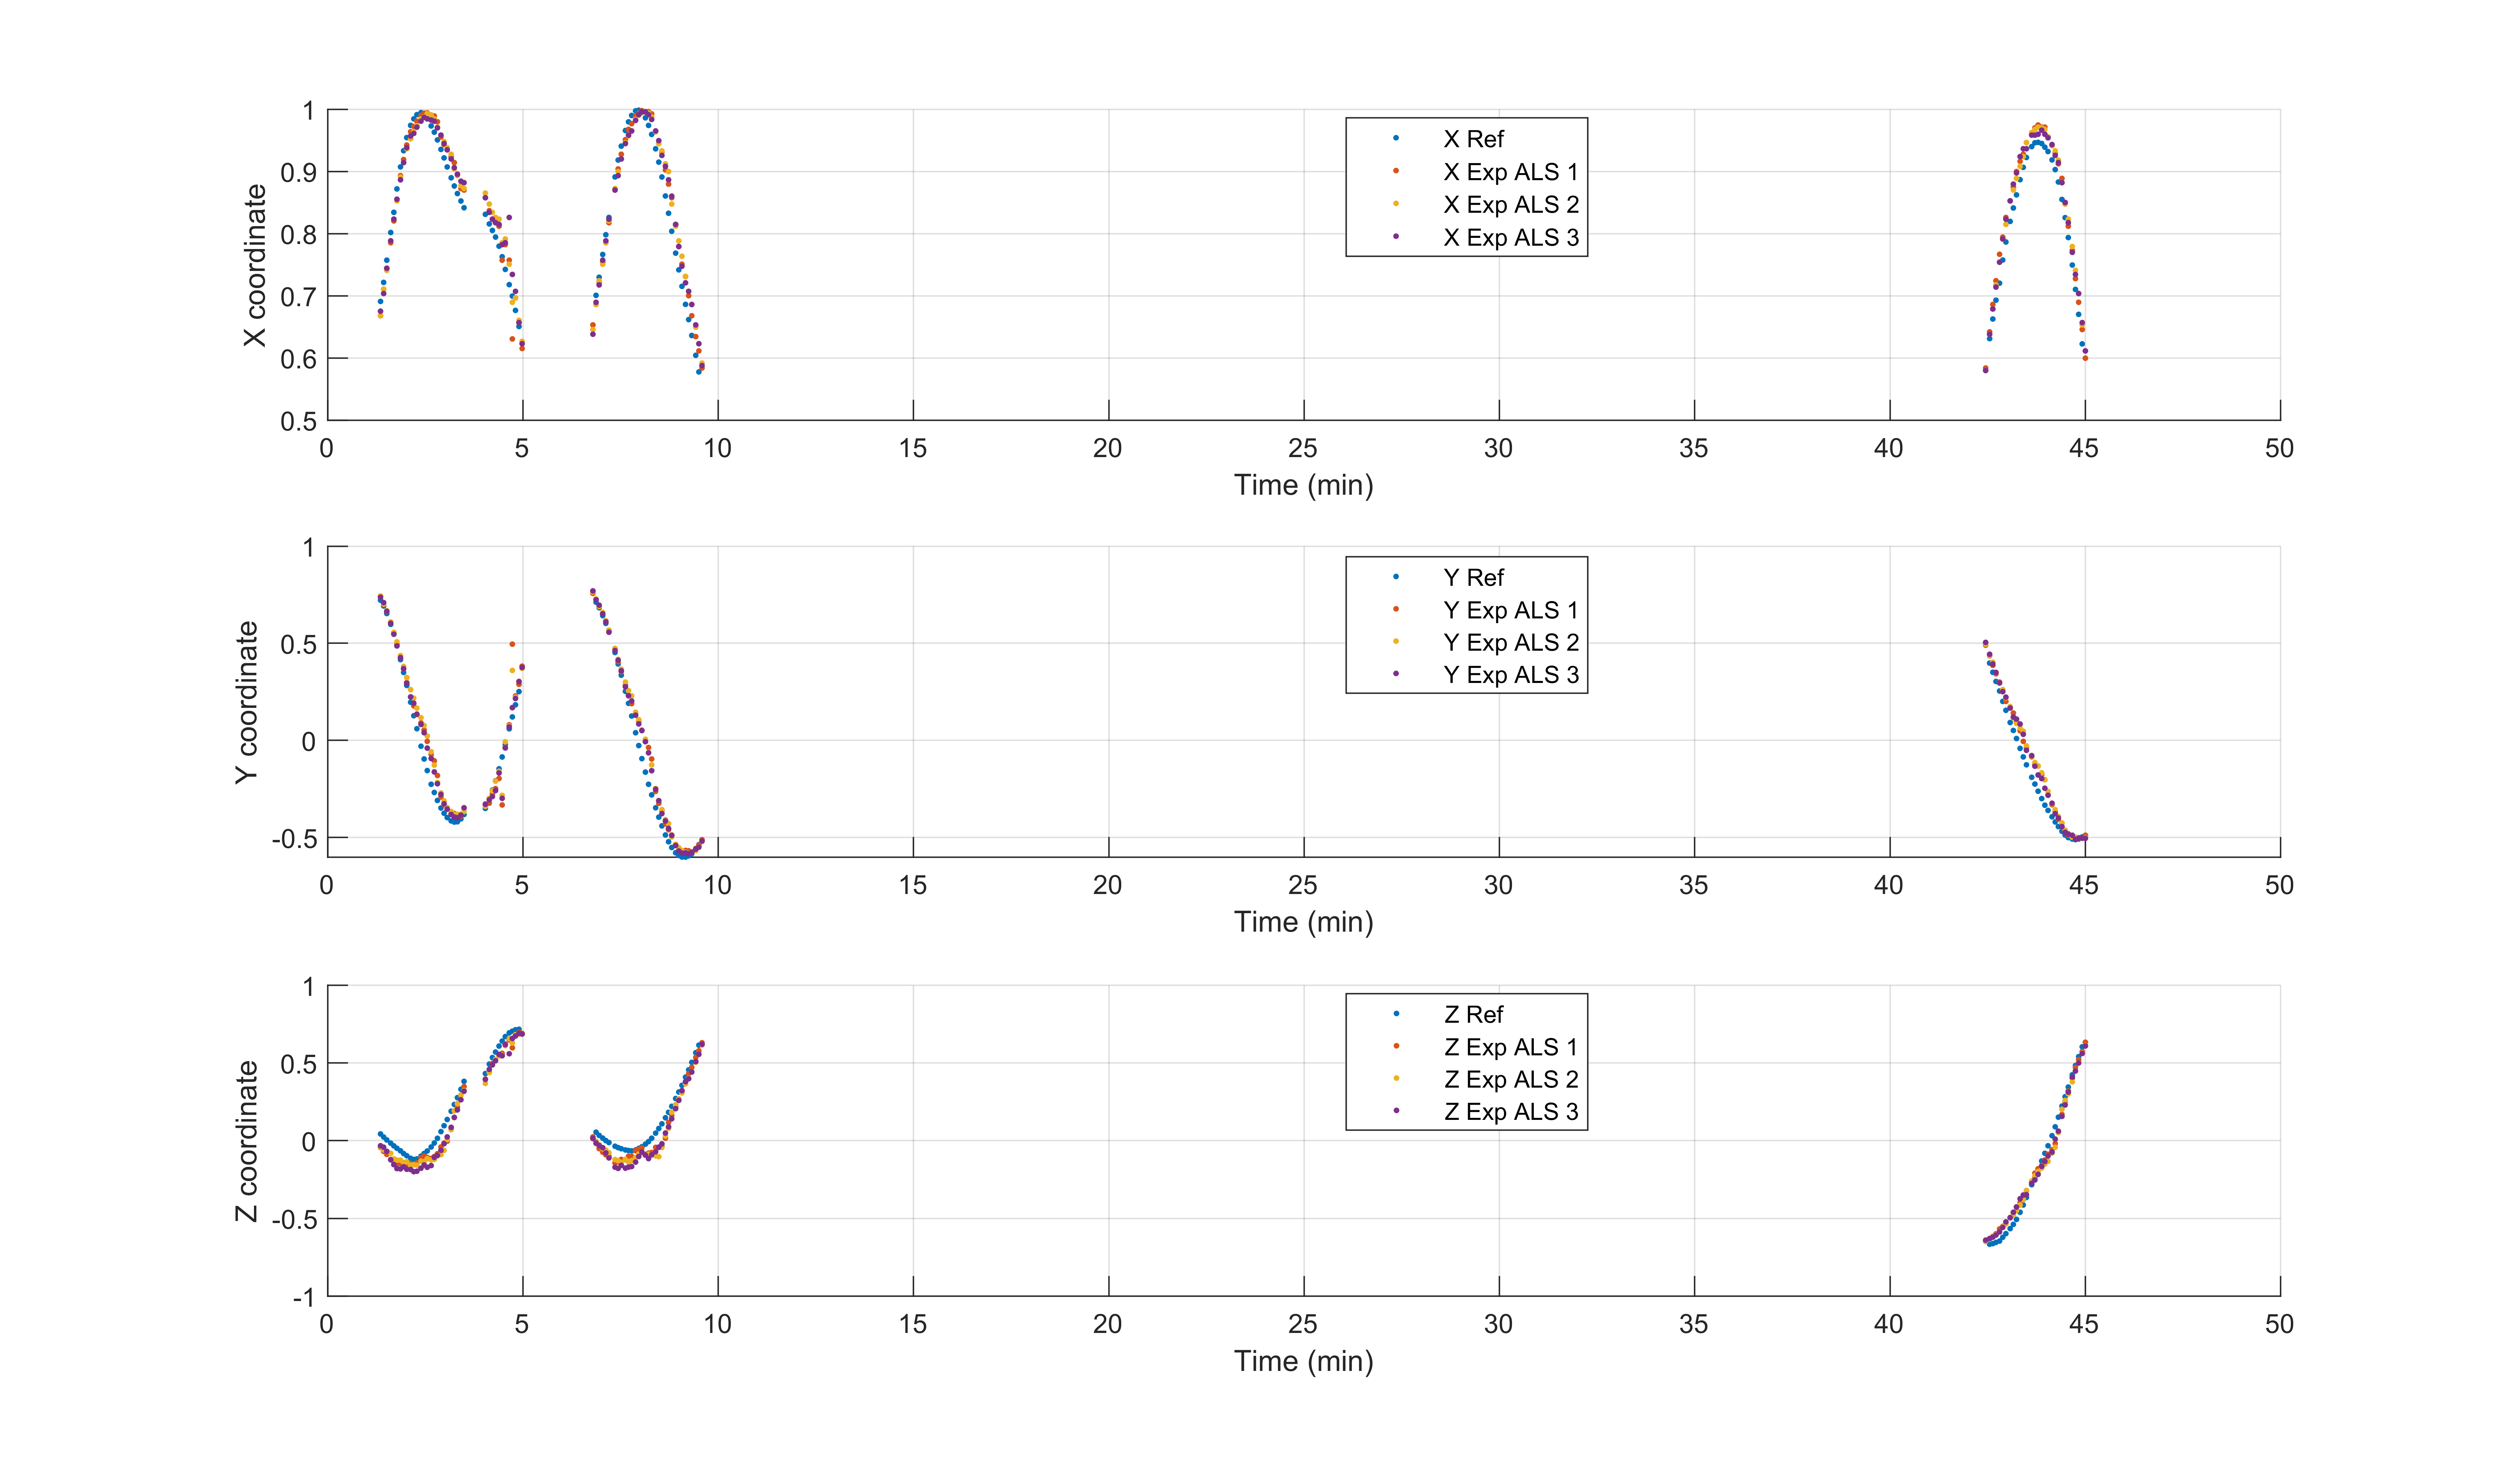 1
0.9
0.8
0.7
0.6
0.5
X coordinate
X Ref
X Exp ALS 1
X Exp ALS 2
X Exp ALS 3
0 5 10 15 20 25 30 35 40 45 50
Time (min)
1
0.5
0
-0.5
Y coordinate
Y Ref
Y Exp ALS 1
Y Exp ALS 2
Y Exp ALS 3
0 5 10 15 20 25 30 35 40 45 50
Time (min)
1
0.5
0
-0.5
-1
Z coordinate
Z Ref
Z Exp ALS 1
Z Exp ALS 2
Z Exp ALS 3
0 5 10 15 20 25 30 35 40 45 50
Time (min)